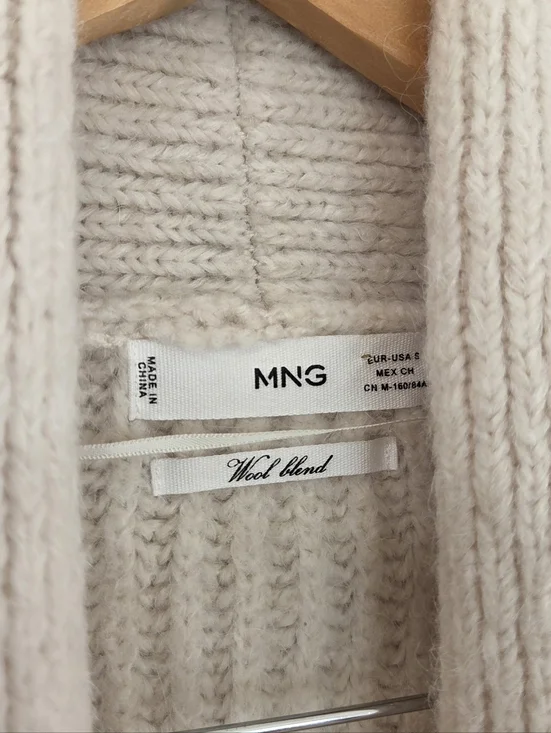 MADE IN
CHINA
MNG
EUR-USA S
MEX CH
CN M-160/84A
Wool blend